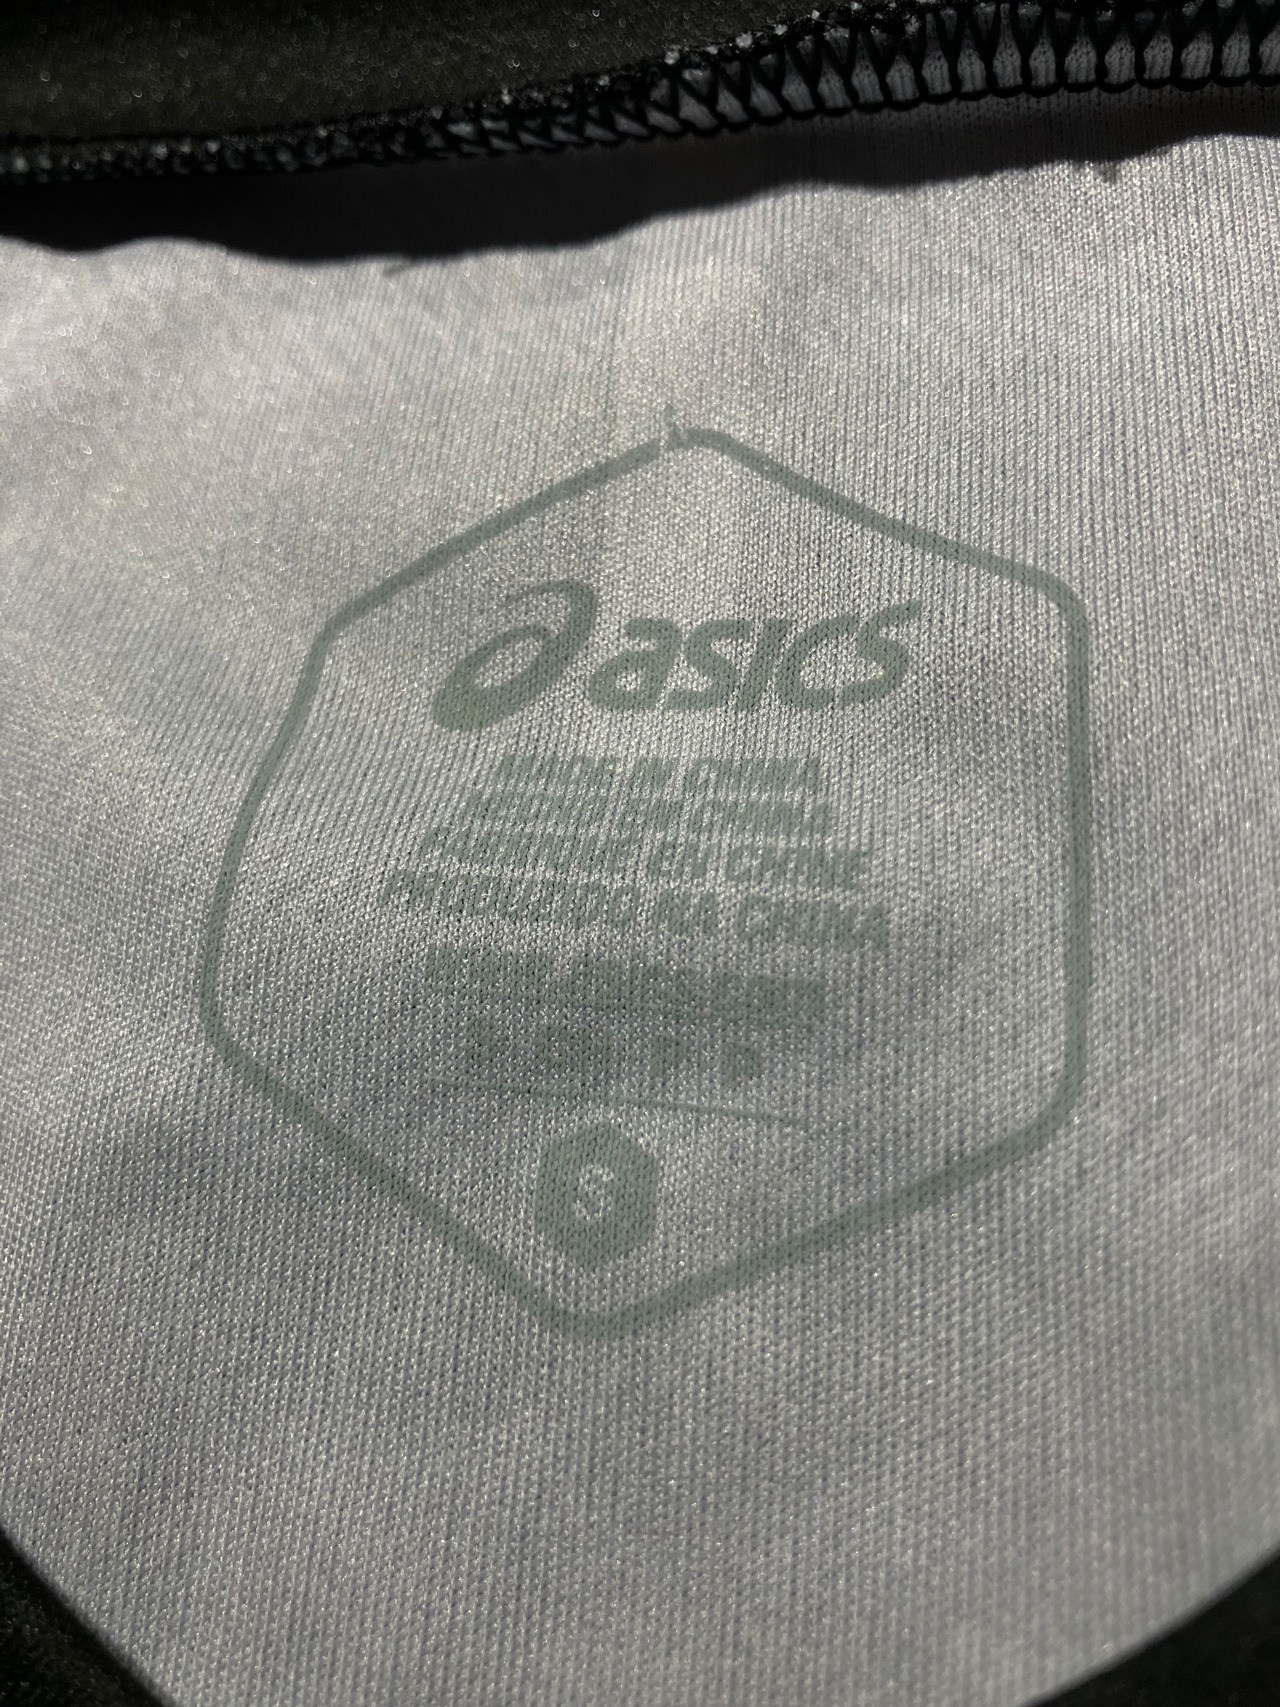 asics
MADE IN CHINA
HECHO EN CHINA
FABRIQUÉ EN CHINE
PRODUZIDO NA CHINA
S